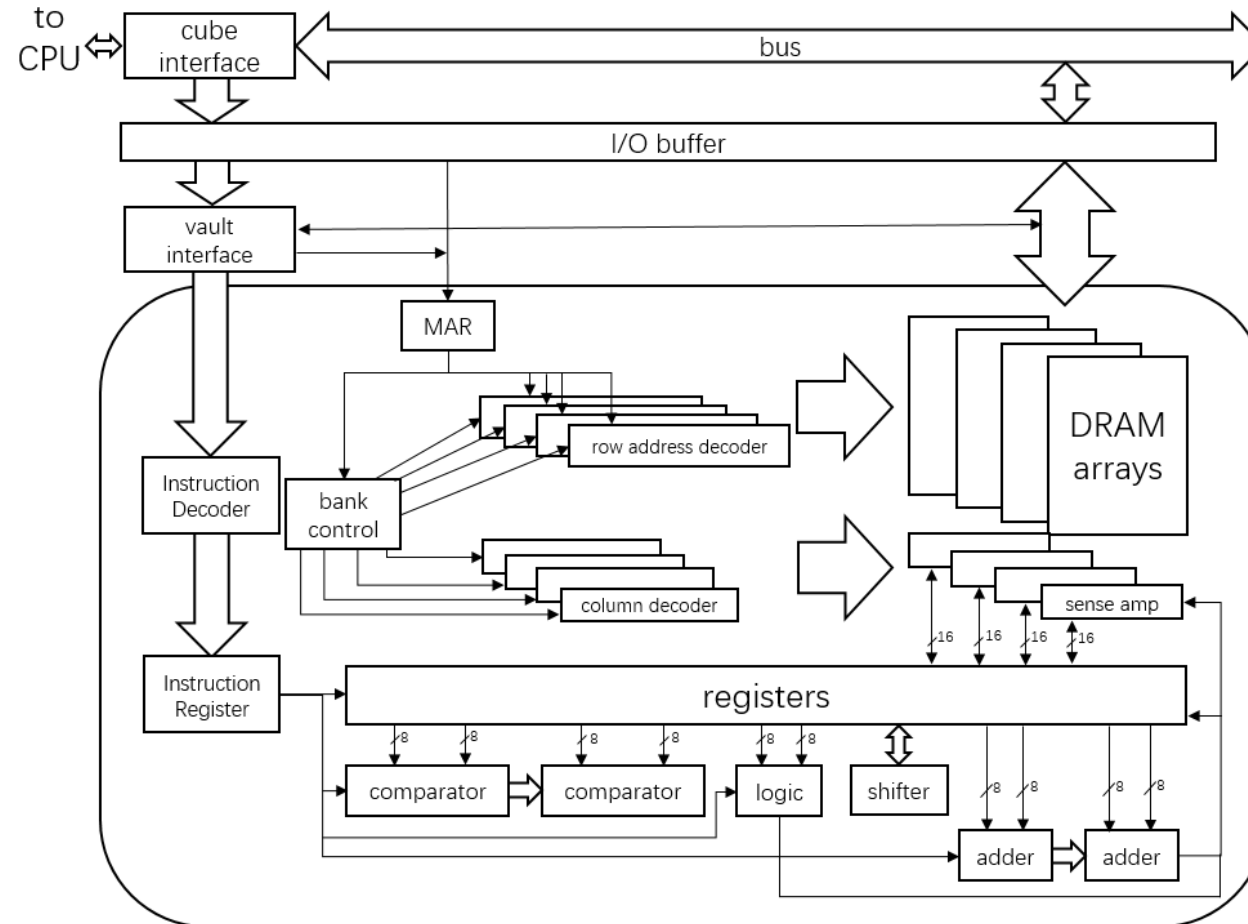 to
CPU
cube
interface
bus
I/O buffer
vault
interface
MAR
row address decoder
DRAM
arrays
Instruction
Decoder
bank
control
column decoder
sense amp
16
16
16
16
Instruction
Register
registers
8
8
8
8
8
8
comparator
comparator
logic
shifter
8
8
8
8
adder
adder